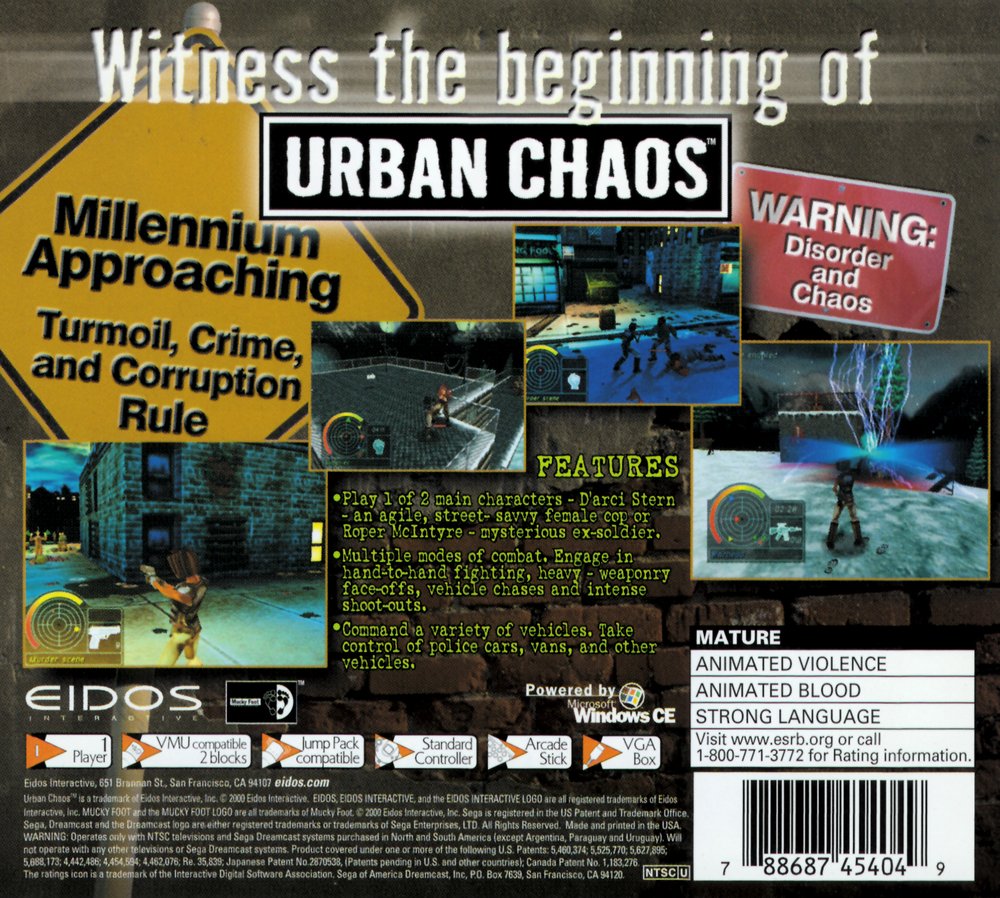 Witness the beginning of
URBAN CHAOS™
Millennium
Approaching
Turmoil, Crime,
and Corruption
Rule
WARNING:
Disorder
and
Chaos
FEATURES
•Play 1 of 2 main characters - D'arci Stern
- an agile, street- savvy female cop or
Roper McIntyre - mysterious ex-soldier.
•Multiple modes of combat. Engage in
hand-to-hand fighting, heavy - weaponry
face-offs, vehicle chases and intense
shoot-outs.
•Command a variety of vehicles. Take
control of police cars, vans, and other
vehicles.
02:20
Murder scene
MATURE
ANIMATED VIOLENCE
ANIMATED BLOOD
STRONG LANGUAGE
Visit www.esrb.org or call
1-800-771-3772 for Rating information.
EIDOS
INTERACTIVE
Mucky Foot ™
Powered by
Microsoft
Windows CE
1
Player
VMU compatible
2 blocks
Jump Pack
compatible
Standard
Controller
Arcade
Stick
VGA
Box
Eidos Interactive, 651 Brannan St., San Francisco, CA 94107 eidos.com
Urban Chaos™ is a trademark of Eidos Interactive, Inc. © 2000 Eidos Interactive. EIDOS, EIDOS INTERACTIVE, and the EIDOS INTERACTIVE LOGO are all registered trademarks of Eidos
Interactive, Inc. MUCKY FOOT and the MUCKY FOOT LOGO are all trademarks of Mucky Foot. © 2000 Eidos Interactive, Inc. Sega is registered in the US Patent and Trademark Office.
Sega, Dreamcast and the Dreamcast logo are either registered trademarks or trademarks of Sega Enterprises, LTD. All Rights Reserved. Made and printed in the USA.
WARNING: Operates only with NTSC televisions and Sega Dreamcast systems purchased in North and South America (except Argentina, Paraguay and Uruguay). Will
not operate with any other televisions or Sega Dreamcast systems. Product covered under one or more of the following U.S. Patents: 5,460,374; 5,525,770; 5,627,895;
5,688,173; 4,442,486; 4,454,594; 4,462,076; Re. 35,839; Japanese Patent No. 2870538, (Patents pending in U.S. and other countries); Canada Patent No. 1,183,276.
The ratings icon is a trademark of the Interactive Digital Software Association. Sega of America Dreamcast, Inc, P.O. Box 7639, San Francisco, CA 94120.
NTSC U
7 88687 45404 9